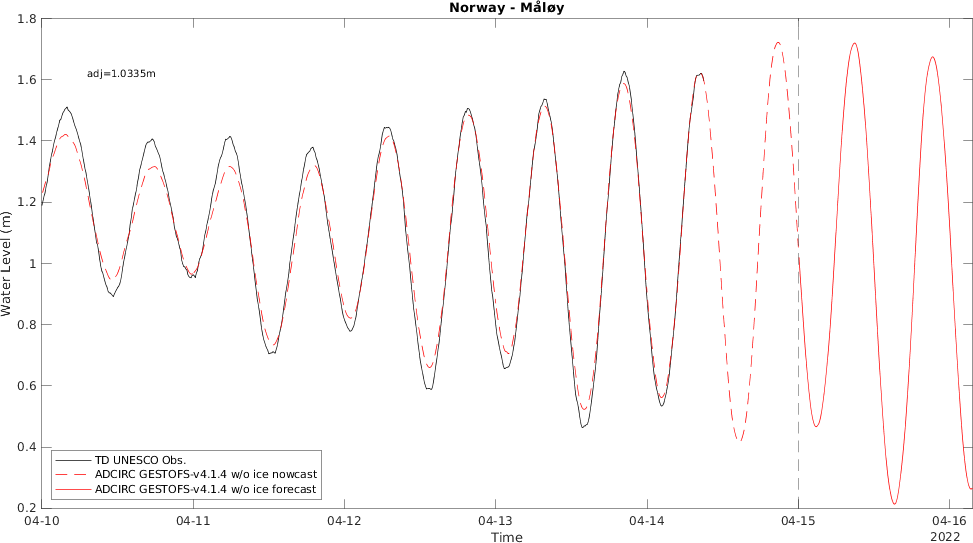 Norway - Måløy
1.8
1.6
1.4
1.2
1
0.8
0.6
0.4
0.2
Water Level (m)
adj=1.0335m
TD UNESCO Obs.
ADCIRC GESTOFS-v4.1.4 w/o ice nowcast
ADCIRC GESTOFS-v4.1.4 w/o ice forecast
04-10 04-11 04-12 04-13 04-14 04-15 04-16
Time
2022